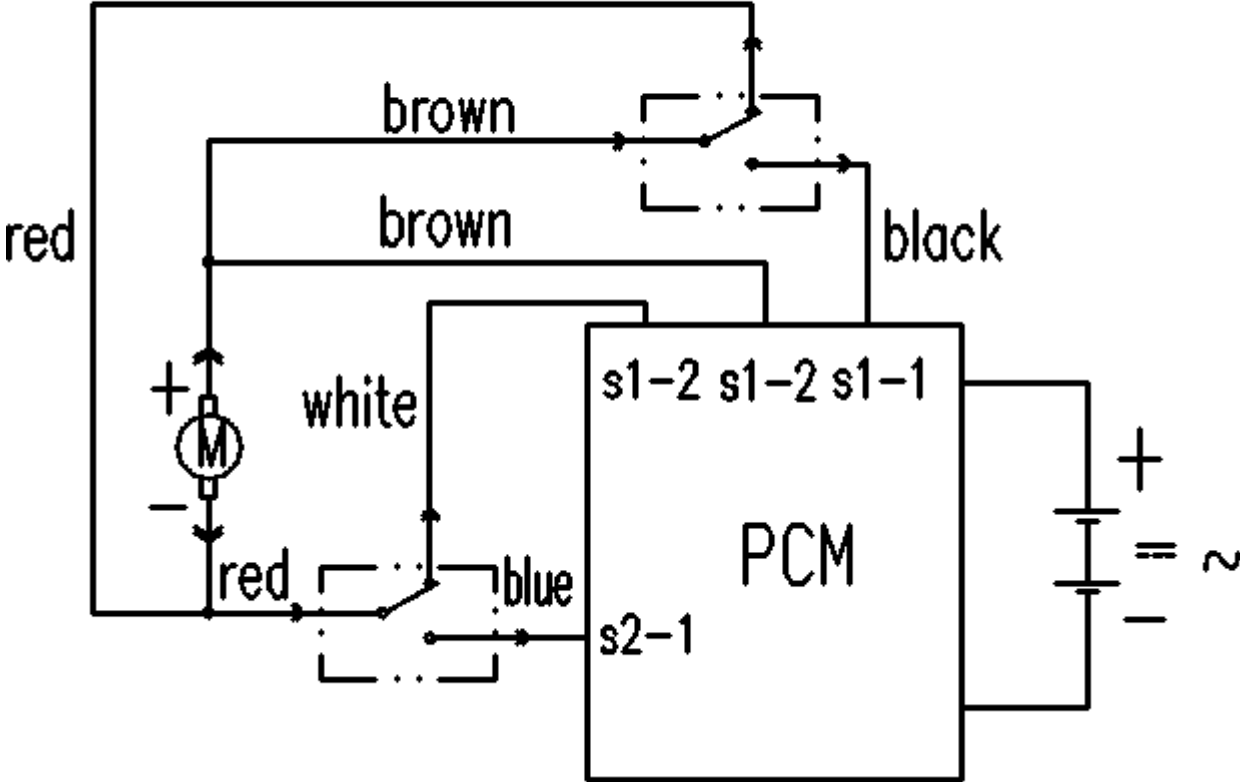 brown
red
brown
black
s1-2 s1-2 s1-1
+
white
M
+
-
PCM
= ~
red
blue
-
s2-1